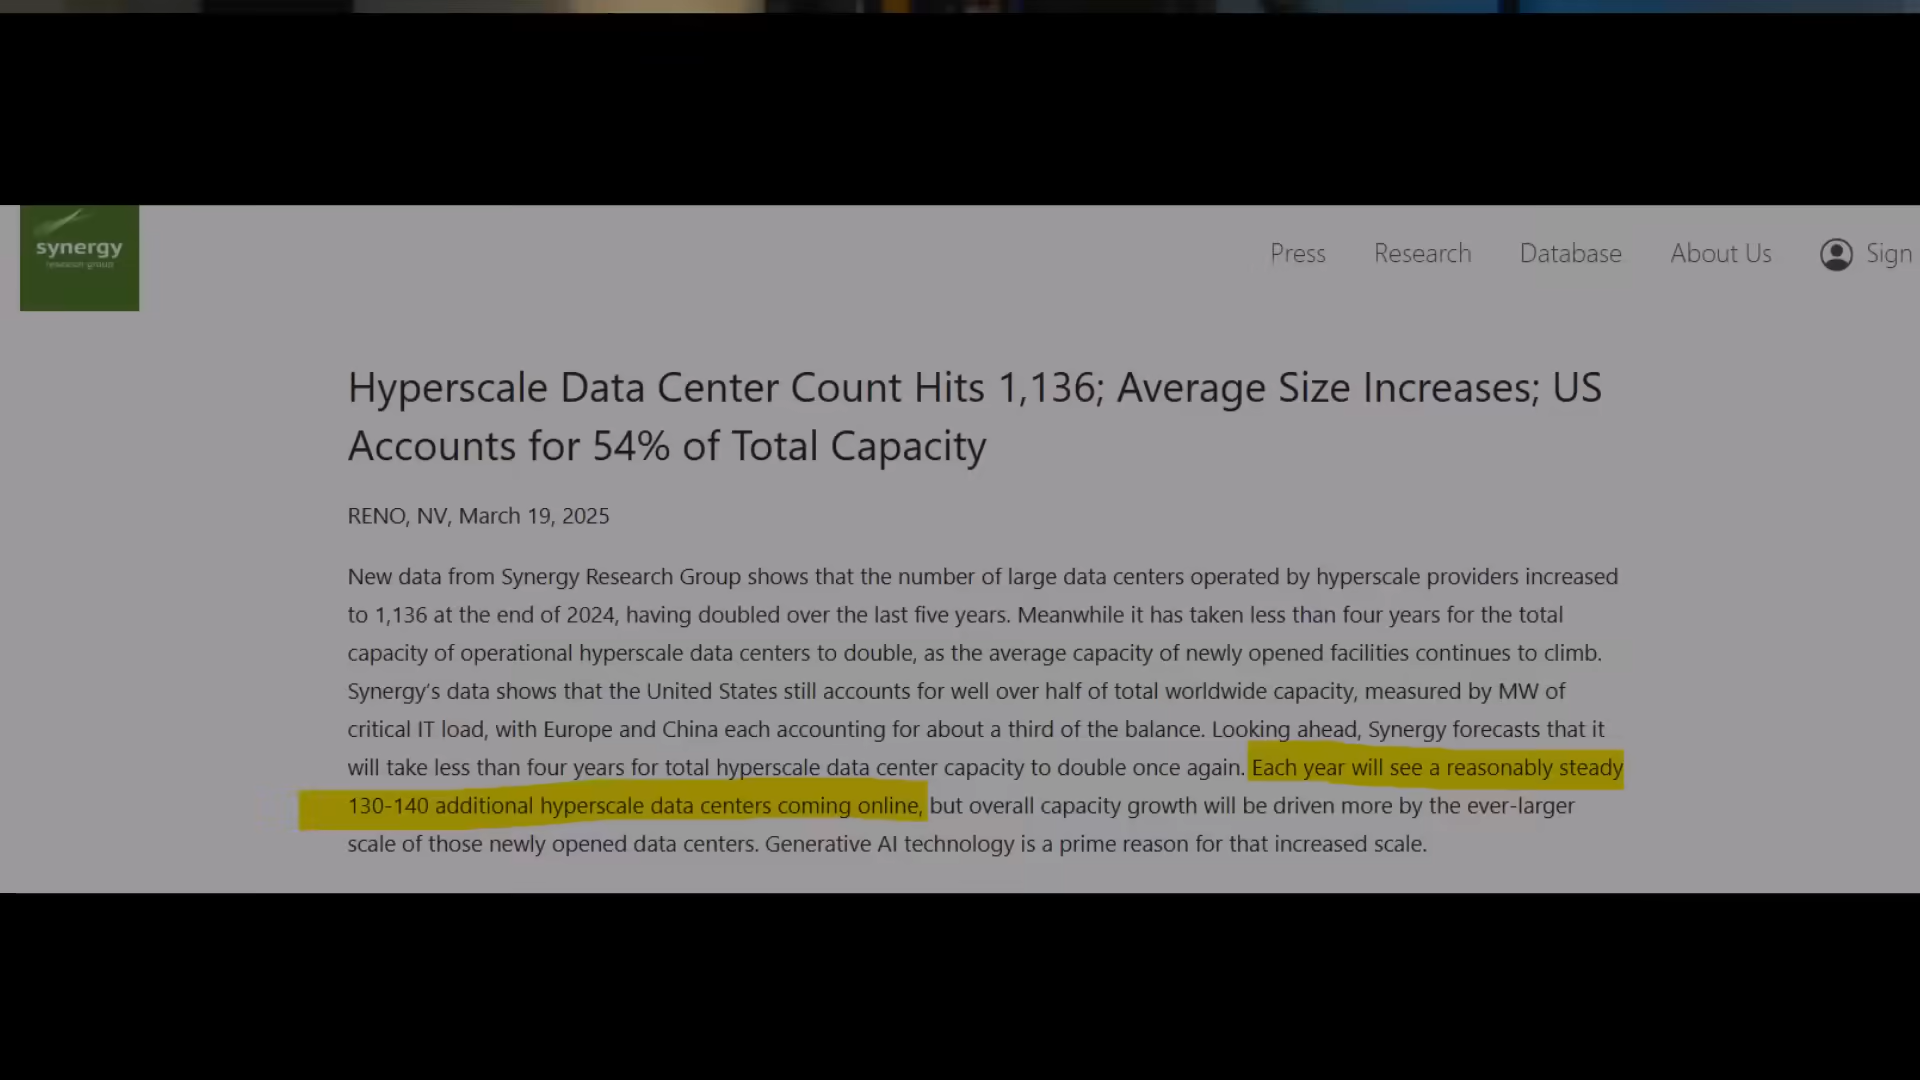 synergy
research group
Press
Research
Database
About Us
Sign
Hyperscale Data Center Count Hits 1,136; Average Size Increases; US
Accounts for 54% of Total Capacity
RENO, NV, March 19, 2025
New data from Synergy Research Group shows that the number of large data centers operated by hyperscale providers increased
to 1,136 at the end of 2024, having doubled over the last five years. Meanwhile it has taken less than four years for the total
capacity of operational hyperscale data centers to double, as the average capacity of newly opened facilities continues to climb.
Synergy’s data shows that the United States still accounts for well over half of total worldwide capacity, measured by MW of
critical IT load, with Europe and China each accounting for about a third of the balance. Looking ahead, Synergy forecasts that it
will take less than four years for total hyperscale data center capacity to double once again. Each year will see a reasonably steady
130-140 additional hyperscale data centers coming online, but overall capacity growth will be driven more by the ever-larger
scale of those newly opened data centers. Generative AI technology is a prime reason for that increased scale.